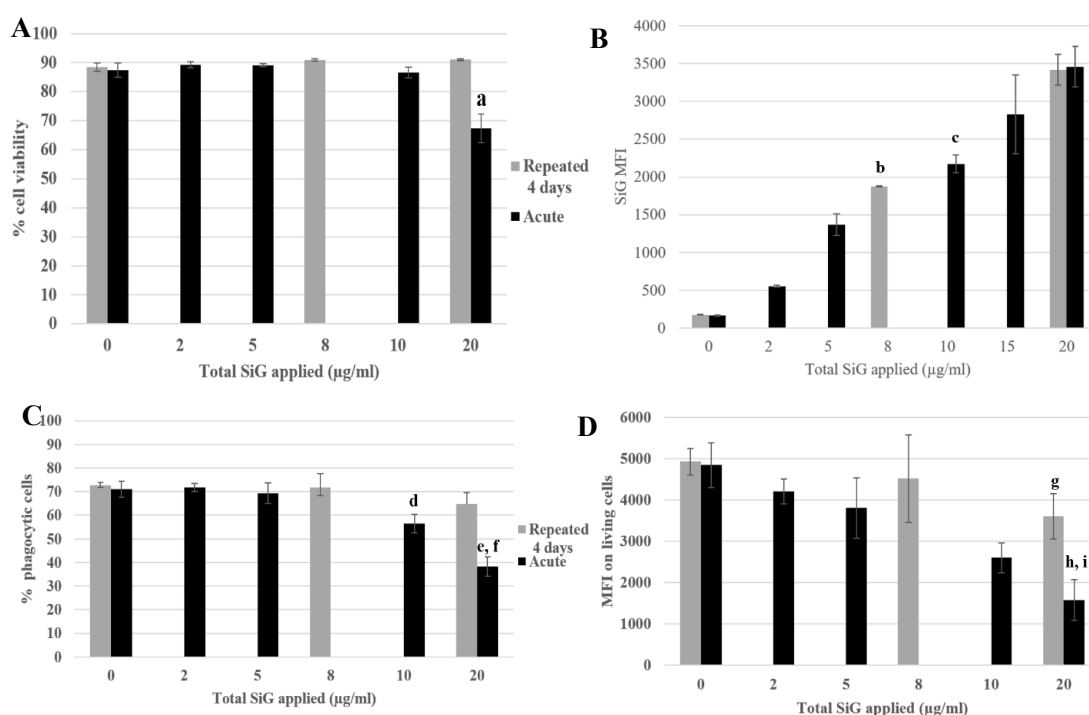 A
% cell viability
100
90
80
70
60
50
40
30
20
10
0
a
0 2 5 8 10 20
Total SiG applied (µg/ml)
Repeated
4 days
Acute
B
SiG MFI
4000
3500
3000
2500
2000
1500
1000
500
0
b
c
0 2 5 8 10 15 20
Total SiG applied (µg/ml)
C
% phagocytic cells
100
90
80
70
60
50
40
30
20
10
0
d
e, f
0 2 5 8 10 20
Total SiG applied (µg/ml)
Repeated
4 days
Acute
D
MFI on living cells
6000
5000
4000
3000
2000
1000
0
g
h, i
0 2 5 8 10 20
Total SiG applied (µg/ml)